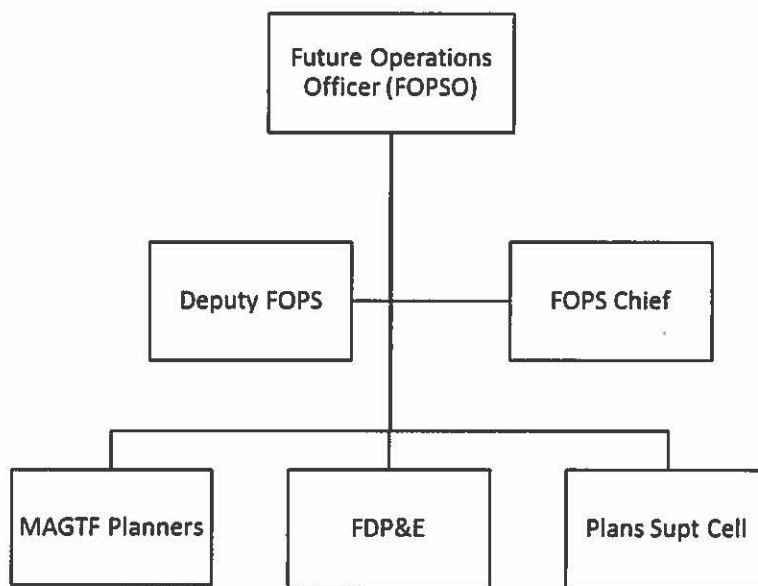 Future Operations
Officer (FOPSO)
Deputy FOPS
FOPS Chief
MAGTF Planners
FDP&E
Plans Supt Cell